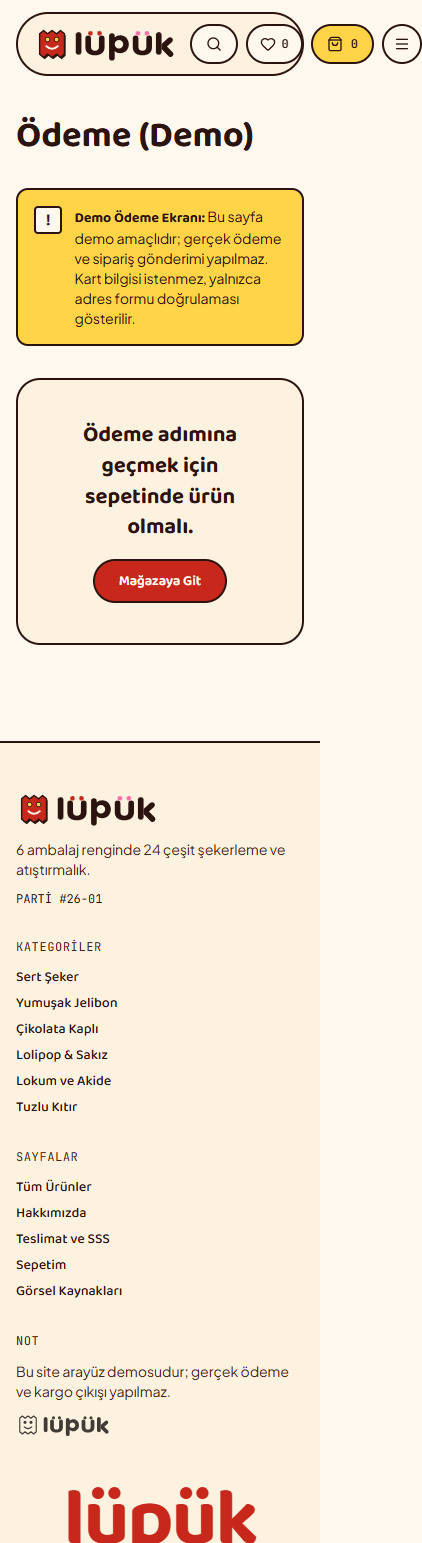 lüpük
0
0
Ödeme (Demo)
!
Demo Ödeme Ekranı: Bu sayfa
demo amaçlıdır; gerçek ödeme
ve sipariş gönderimi yapılmaz.
Kart bilgisi istenmez, yalnızca
adres formu doğrulaması
gösterilir.
Ödeme adımına
geçmek için
sepetinde ürün
olmalı.
Mağazaya Git
lüpük
6 ambalaj renginde 24 çeşit şekerleme ve
atıştırmalık.
PARTİ #26-01
KATEGORİLER
Sert Şeker
Yumuşak Jelibon
Çikolata Kaplı
Lolipop & Sakız
Lokum ve Akide
Tuzlu Kıtır
SAYFALAR
Tüm Ürünler
Hakkımızda
Teslimat ve SSS
Sepetim
Görsel Kaynakları
NOT
Bu site arayüz demosudur; gerçek ödeme
ve kargo çıkışı yapılmaz.
lüpük
lüpük